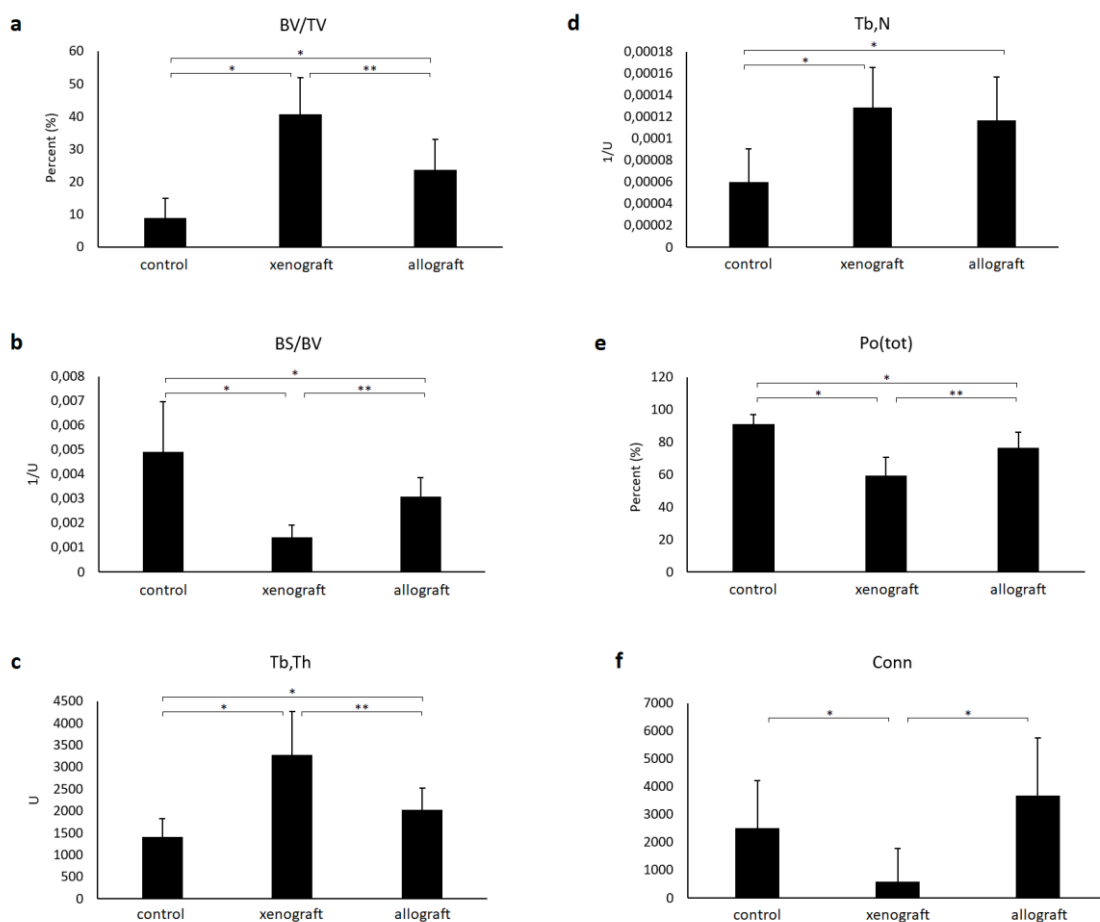 a
BV/TV
60
50
40
30
20
10
0
Percent (%)
*
*
**
control xenograft allograft
b
BS/BV
0,008
0,007
0,006
0,005
0,004
0,003
0,002
0,001
0
1/U
*
*
**
control xenograft allograft
c
Tb,Th
4500
4000
3500
3000
2500
2000
1500
1000
500
0
U
*
*
**
control xenograft allograft
d
Tb,N
0,00018
0,00016
0,00014
0,00012
0,0001
0,00008
0,00006
0,00004
0,00002
0
1/U
*
*
control xenograft allograft
e
Po(tot)
120
100
80
60
40
20
0
Percent (%)
*
*
**
control xenograft allograft
f
Conn
7000
6000
5000
4000
3000
2000
1000
0
*
*
control xenograft allograft